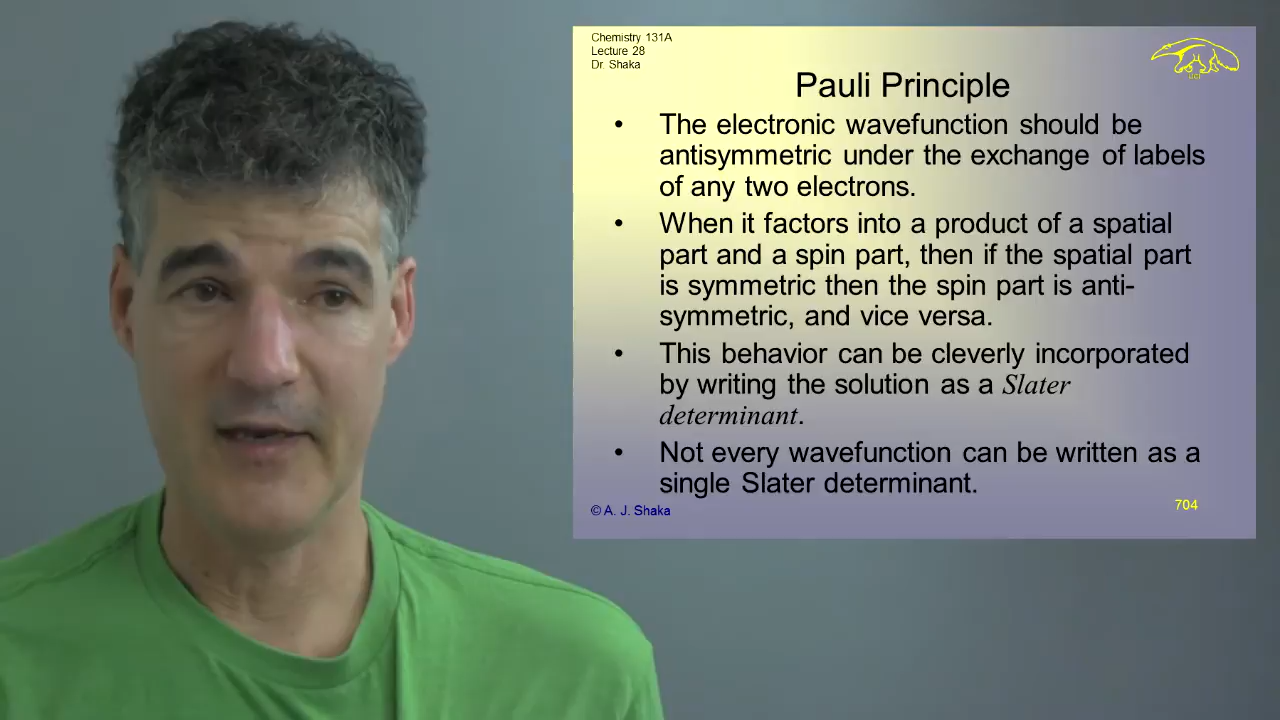 Chemistry 131A
Lecture 28
Dr. Shaka
Pauli Principle
• The electronic wavefunction should be
antisymmetric under the exchange of labels
of any two electrons.
• When it factors into a product of a spatial
part and a spin part, then if the spatial part
is symmetric then the spin part is anti-
symmetric, and vice versa.
• This behavior can be cleverly incorporated
by writing the solution as a Slater
determinant.
• Not every wavefunction can be written as a
single Slater determinant.
© A. J. Shaka
704